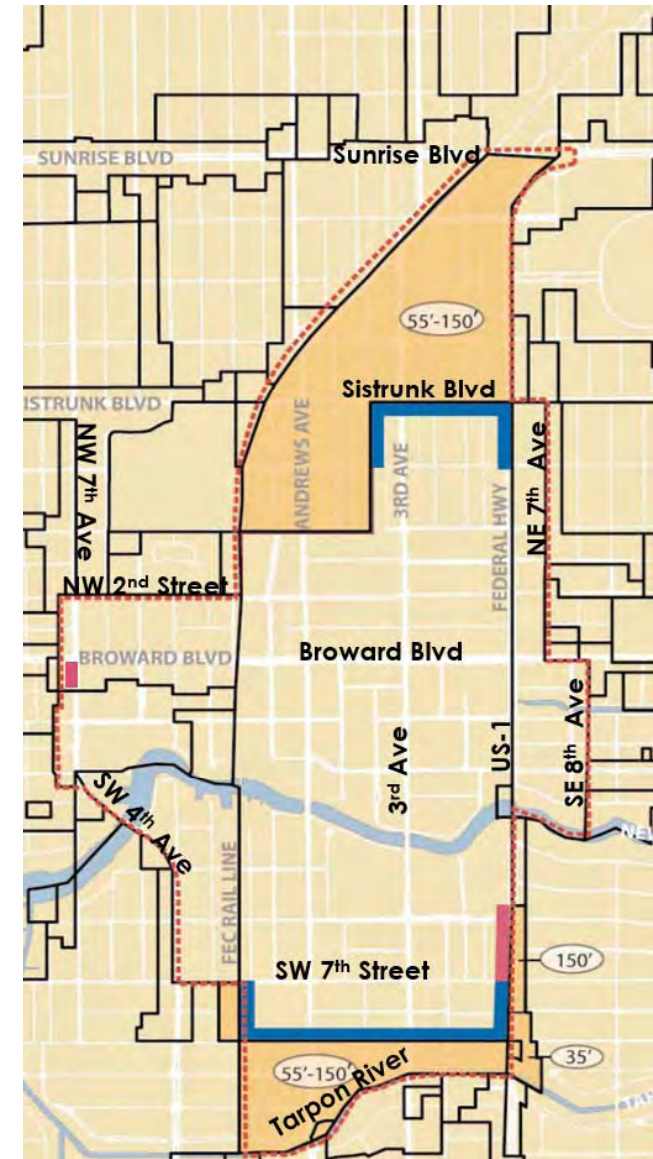 Sunrise Blvd
SUNRISE BLVD
55'-150'
Sistrunk Blvd
ISTRUNK BLVD
NW 7th Ave
ANDREWS AVE
3RD AVE
FEDERAL HWY
NE 7th Ave
NW 2nd Street
BROWARD BLVD
Broward Blvd
3rd Ave
US-1
SE 8th Ave
SW 4th Ave
NEW
FEC RAIL LINE
SW 7th Street
150'
35'
55'-150'
Tarpon River